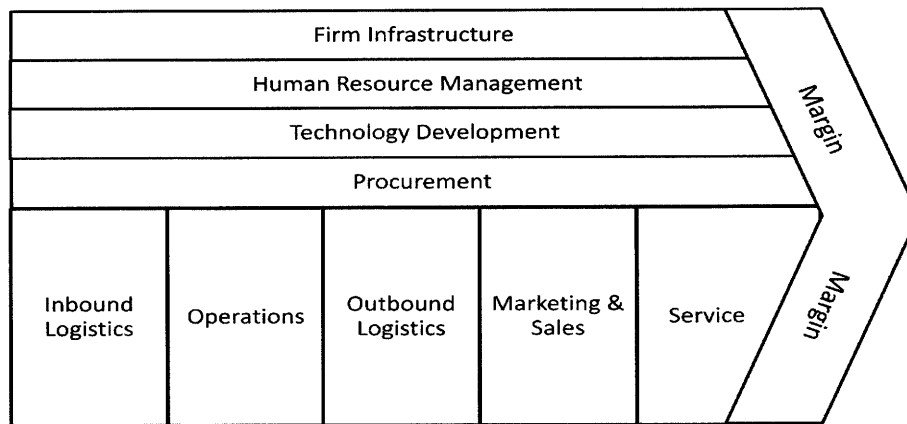 Firm Infrastructure
Human Resource Management
Technology Development
Procurement
Margin
Inbound
Logistics
Operations
Outbound
Logistics
Marketing &
Sales
Service
Margin